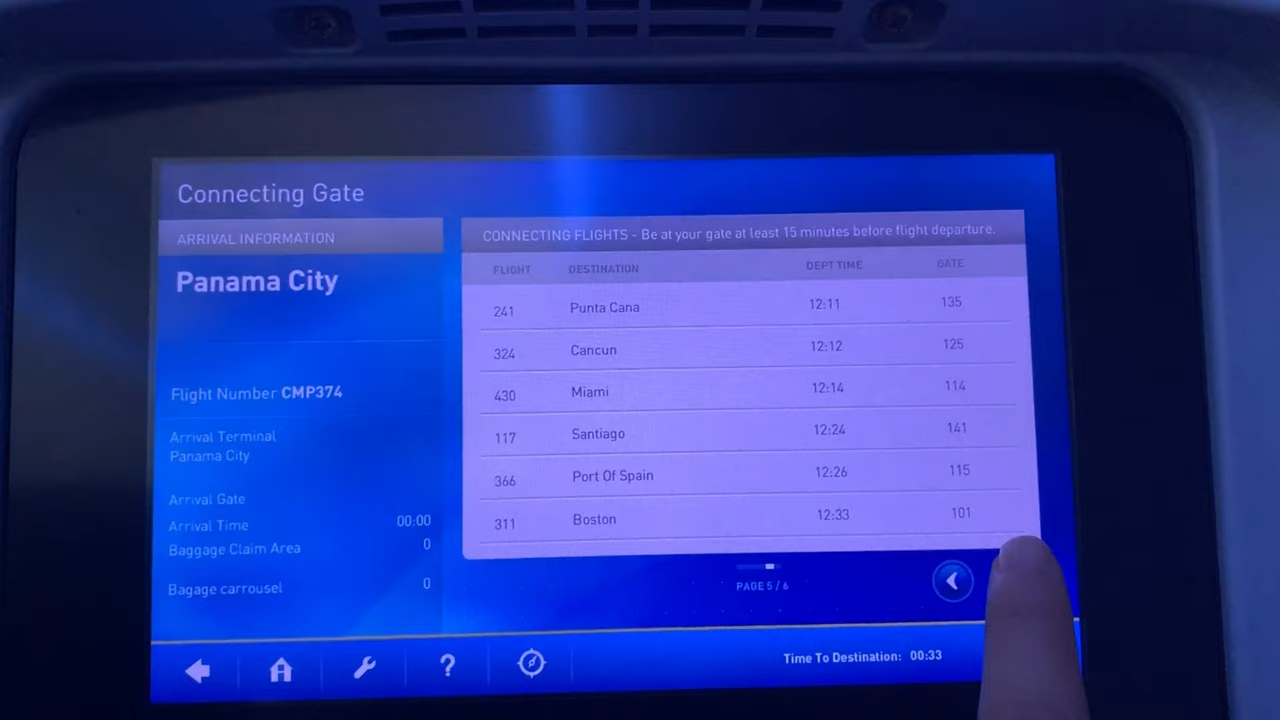 Connecting Gate
ARRIVAL INFORMATION
Panama City
Flight Number CMP374
Arrival Terminal
Panama City
Arrival Gate
Arrival Time 00:00
Baggage Claim Area 0
Bagage carrousel 0
CONNECTING FLIGHTS - Be at your gate at least 15 minutes before flight departure.
FLIGHT DESTINATION DEPT TIME GATE
241 Punta Cana 12:11 135
324 Cancun 12:12 125
430 Miami 12:14 114
117 Santiago 12:24 141
366 Port Of Spain 12:26 115
311 Boston 12:33 101
PAGE 5 / 6
?
Time To Destination: 00:33